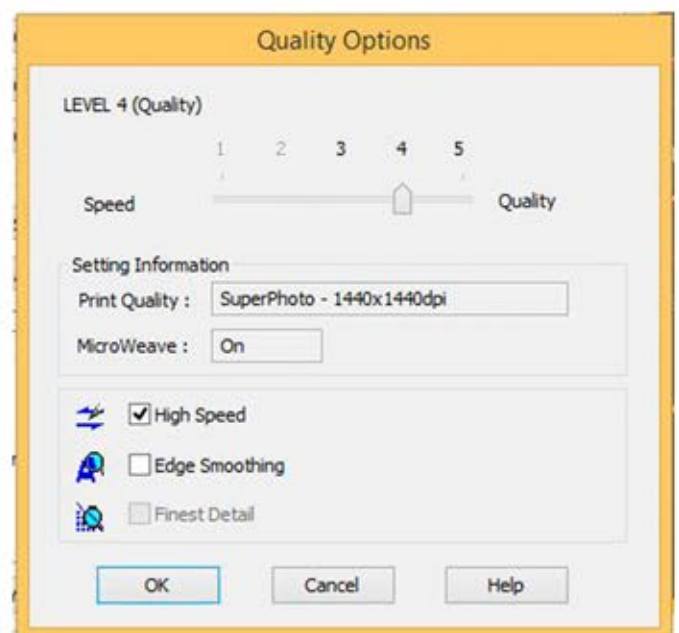 Quality Options
LEVEL 4 (Quality)
1 2 3 4 5
Speed Quality
Setting Information
Print Quality : SuperPhoto - 1440x1440dpi
MicroWeave : On
High Speed
Edge Smoothing
Finest Detail
OK Cancel Help